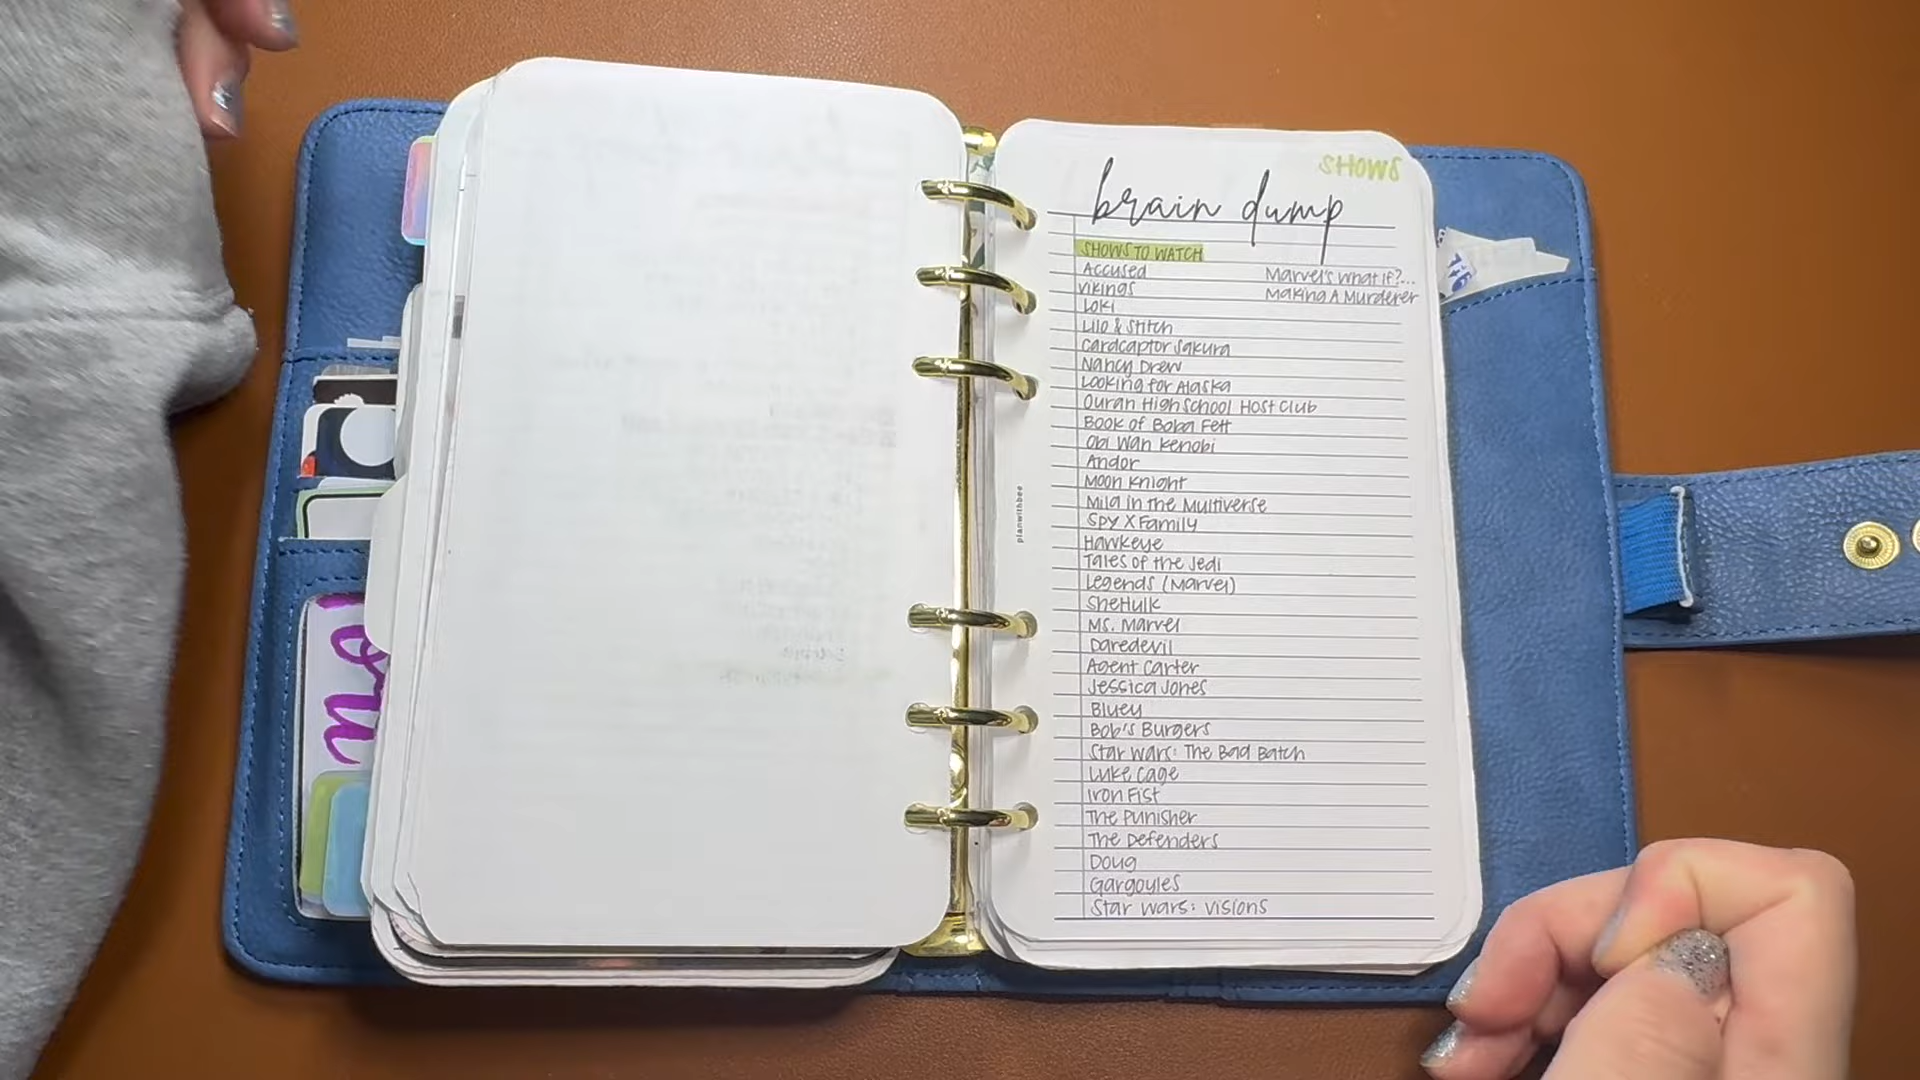 SHOWS
brain dump
SHOWS TO WATCH
Accused
Vikings
Loki
Lilo & Stitch
Cardcaptor Sakura
Nancy Drew
Looking for Alaska
Ouran High School Host Club
Book of Boba Fett
Obi Wan Kenobi
Andor
Moon Knight
Mila in the Multiverse
Spy X Family
Hawkeye
Tales of the Jedi
Legends (Marvel)
SheHulk
Ms. Marvel
Daredevil
Agent Carter
Jessica Jones
Bluey
Bob's Burgers
Star Wars: The Bad Batch
Luke Cage
Iron Fist
The Punisher
The Defenders
Doug
Gargoyles
Star Wars: Visions
Marvel's What If?...
Making A Murderer
planwithbee